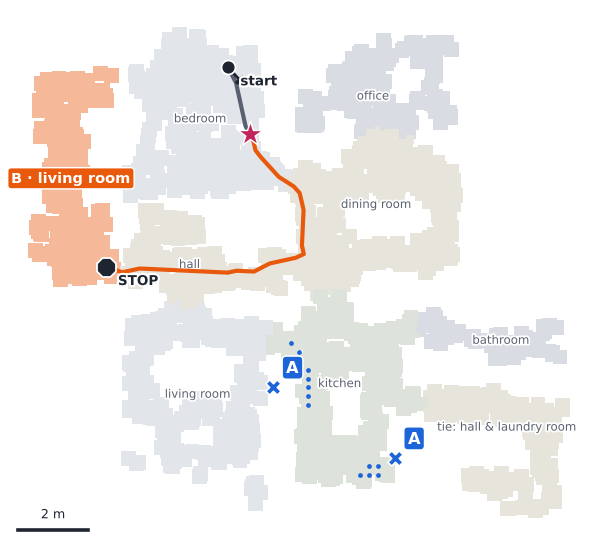 start
office
bedroom
B · living room
dining room
hall
STOP
bathroom
A
kitchen
living room
tie: hall & laundry room
A
2 m